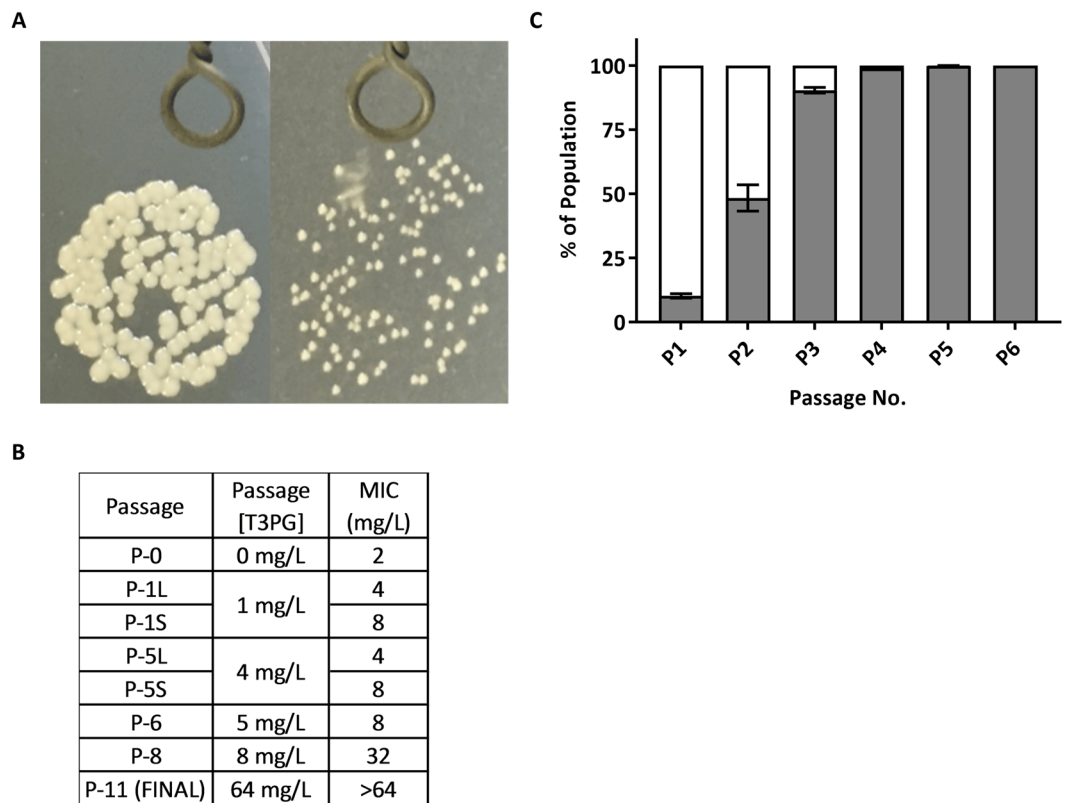 A
C
% of Population
100
75
50
25
0
P1
P2
P3
P4
P5
P6
Passage No.
B
Passage
Passage
[T3PG]
MIC
(mg/L)
P-0
0 mg/L
2
P-1L
1 mg/L
4
P-1S
8
P-5L
4 mg/L
4
P-5S
8
P-6
5 mg/L
8
P-8
8 mg/L
32
P-11 (FINAL)
64 mg/L
>64